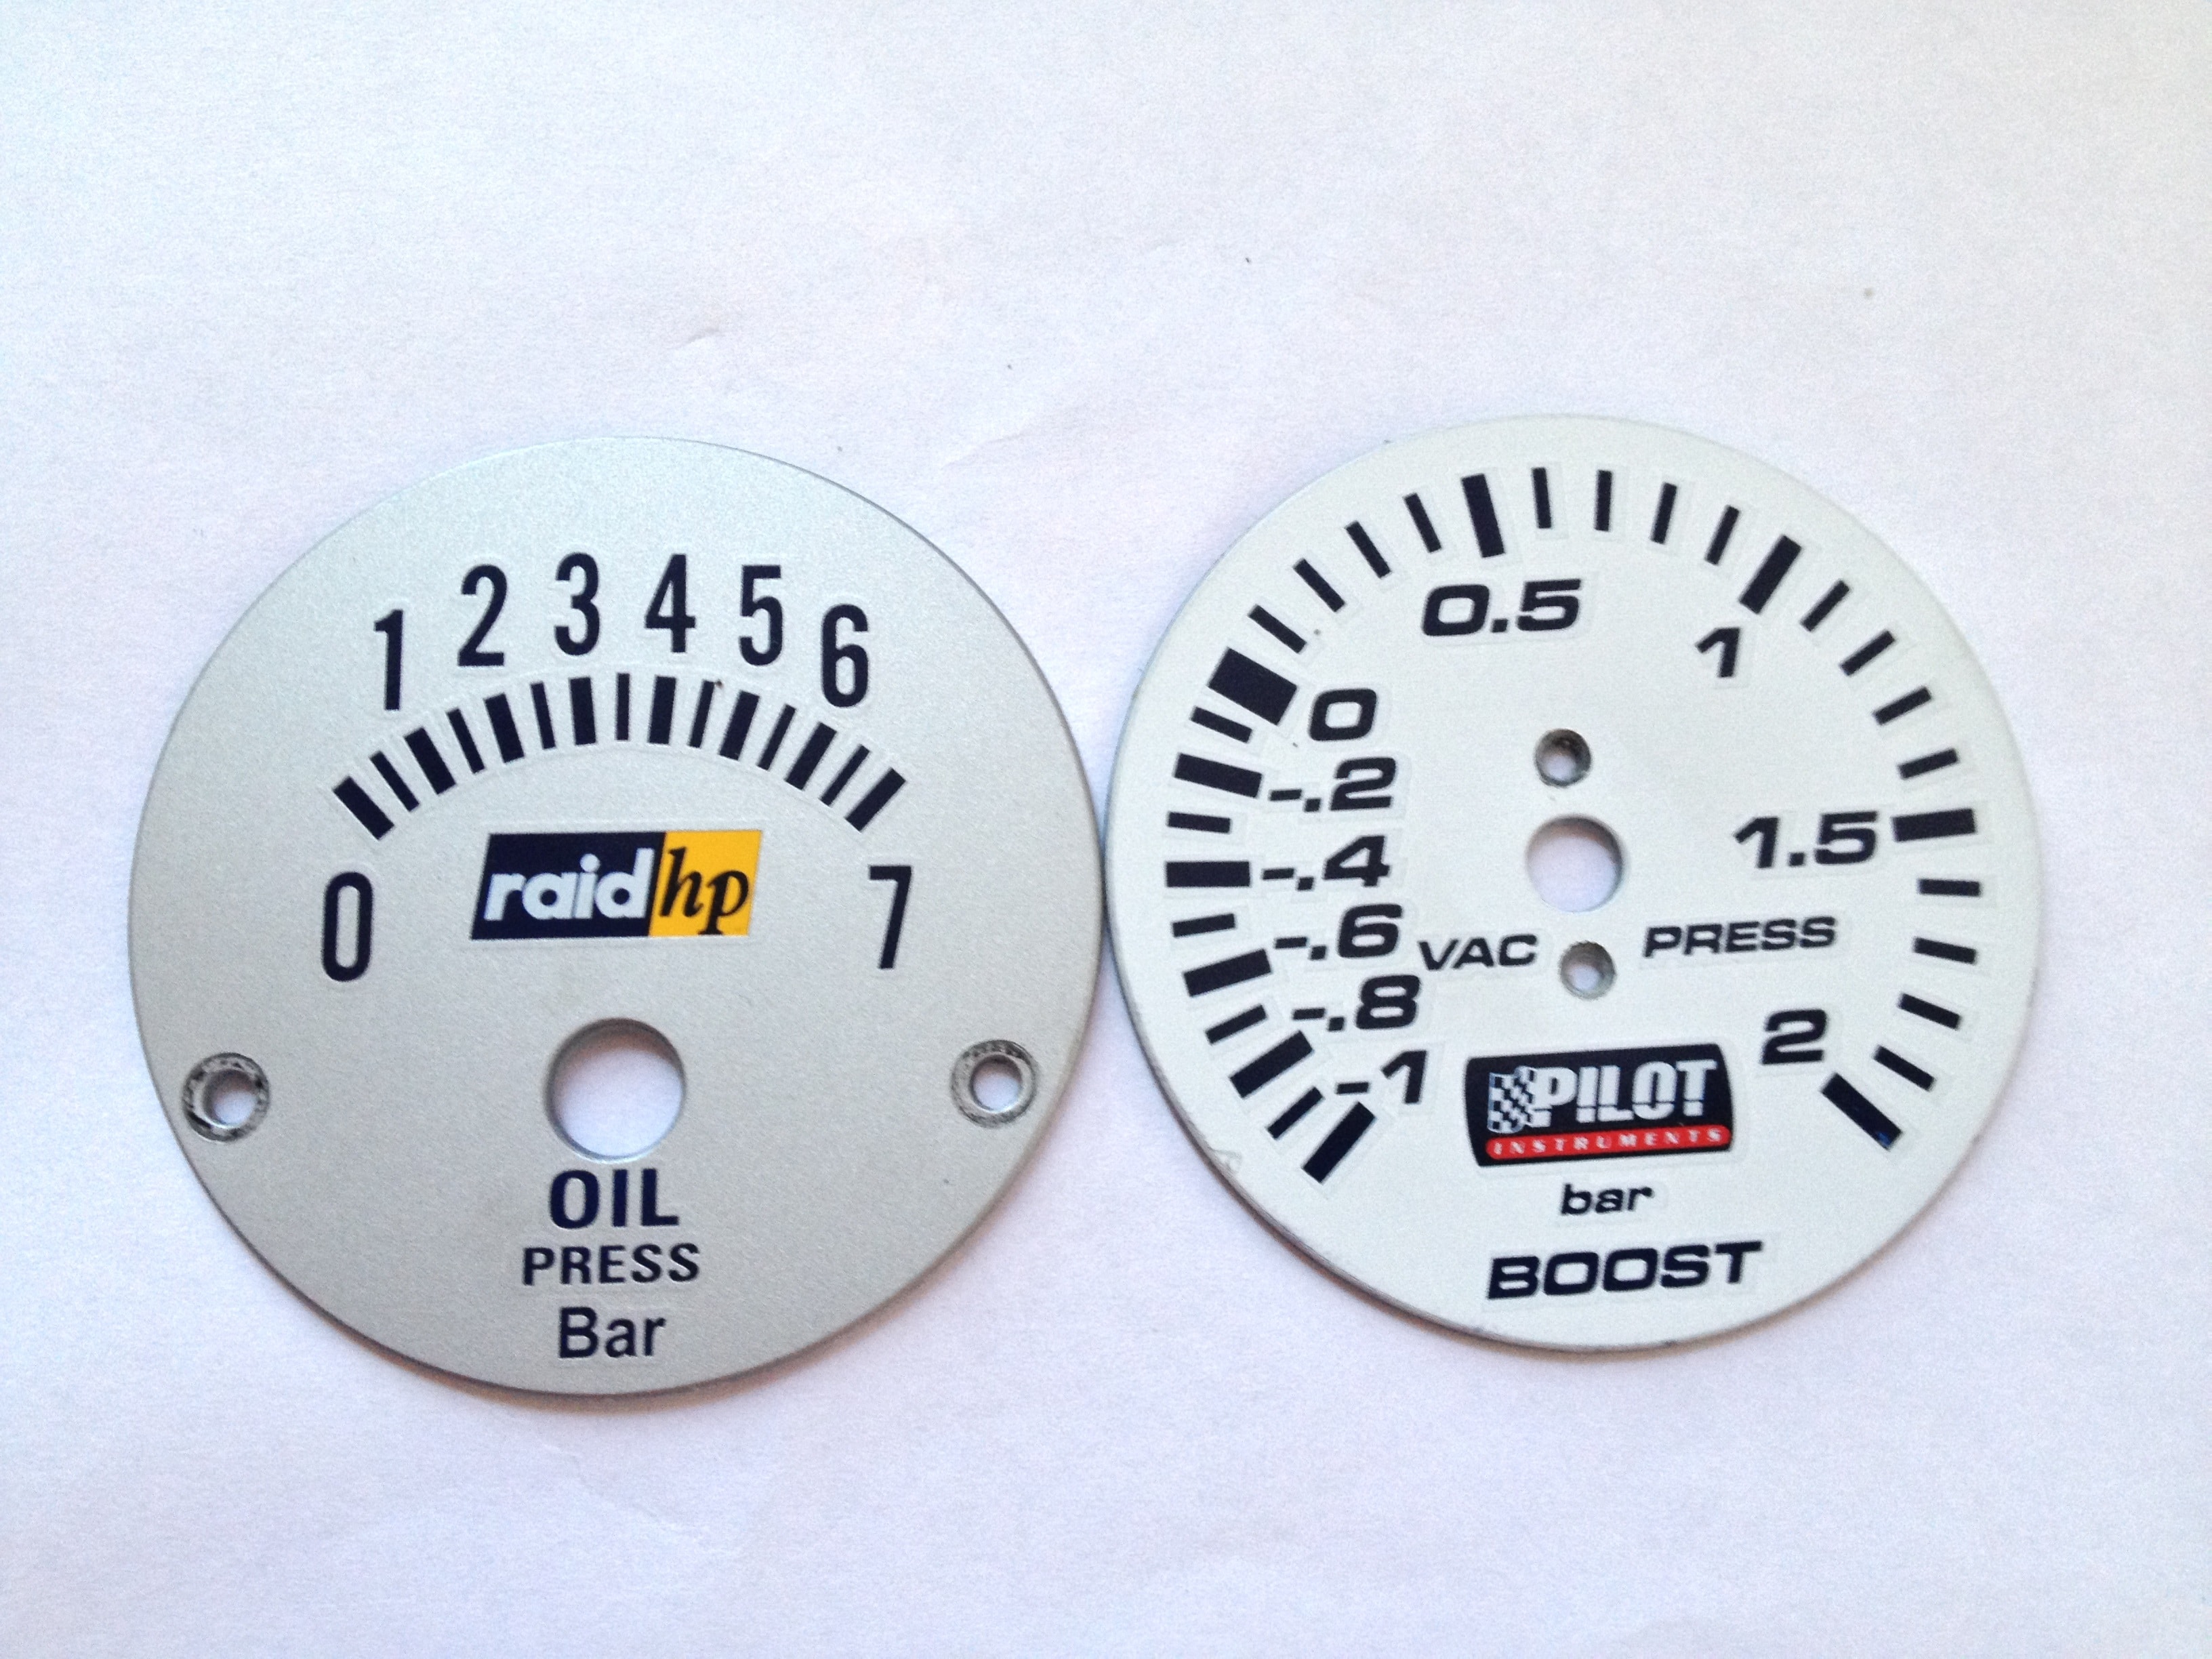 1 2 3 4 5 6
0 7
raid hp
OIL
PRESS
Bar
0.5
1
0
-.2
1.5
-.4
-.6
VAC PRESS
-.8
2
-1
PILOT
INSTRUMENTS
bar
BOOST